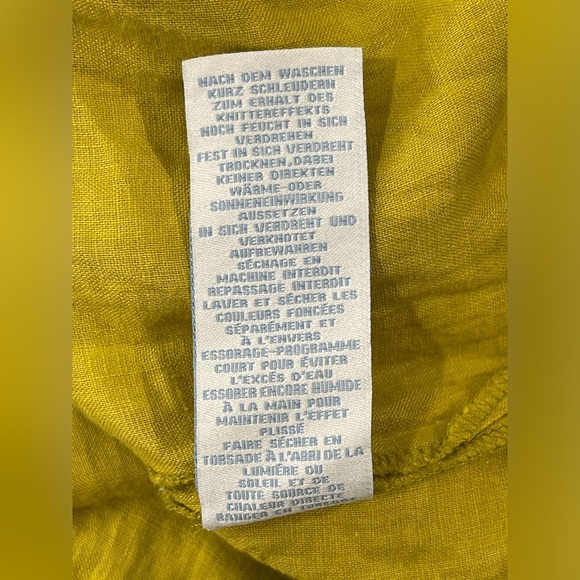 NACH DEM WASCHEN
KURZ SCHLEUDERN
ZUM ERHALT DES
KNITTEREFFEKTS
NOCH FEUCHT IN SICH
VERDREHEN
FEST IN SICH VERDREHT
TROCKNEN,DABEI
KEINER DIREKTEN
WÄRME-ODER
SONNENEINWIRKUNG
AUSSETZEN
IN SICH VERDREHT UND
VERKNOTET
AUFBEWAHREN
SÉCHAGE EN
MACHINE INTERDIT
REPASSAGE INTERDIT
LAVER ET SÉCHER LES
COULEURS FONCÉES
SÉPARÉMENT ET
À L'ENVERS
ESSORAGE-PROGRAMME
COURT POUR ÉVITER
L'EXCÉS D'EAU
ESSORER ENCORE HUMIDE
À LA MAIN POUR
MAINTENIR L'EFFET
PLISSÉ
FAIRE SÉCHER EN
TORSADE À L'ABRI DE LA
LUMIÈRE DU
SOLEIL ET DE
TOUTE SOURCE DE
CHALEUR DIRECTE
RANGER EN TORSADE